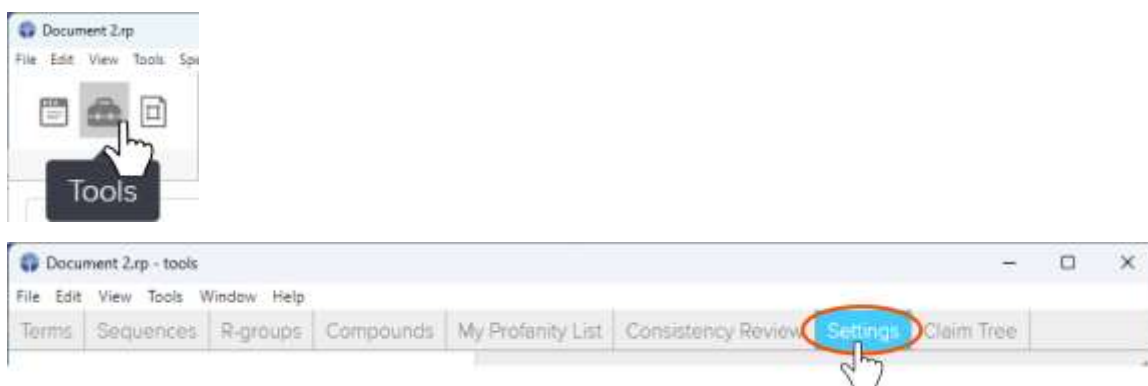 Document 2.rp
File Edit View Tools Spe
Tools
Document 2.rp - tools
File Edit View Tools Window Help
Terms Sequences R-groups Compounds My Profanity List Consistency Review Settings Claim Tree